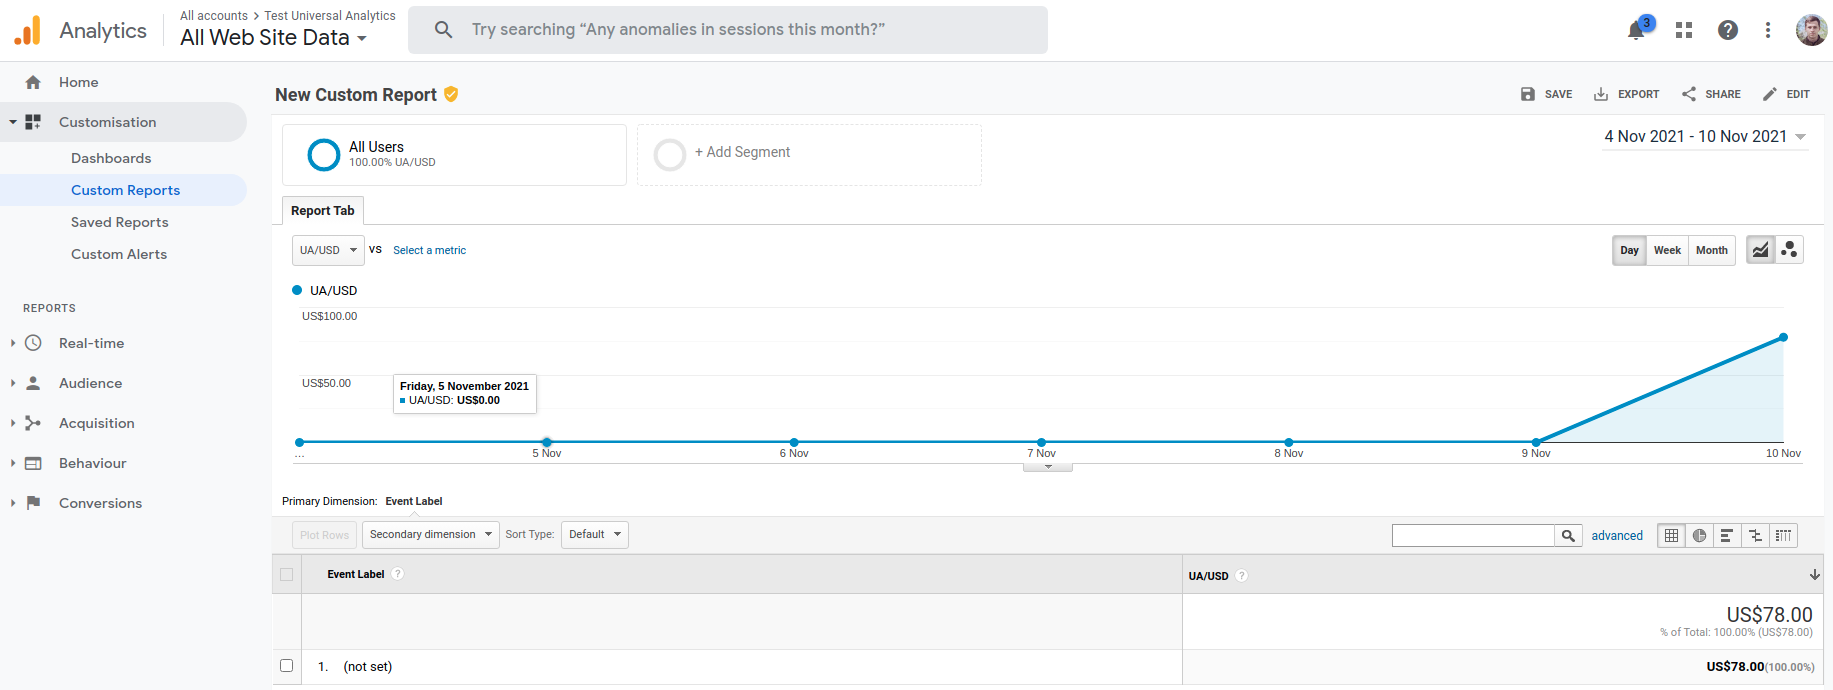 Analytics
All accounts > Test Universal Analytics
All Web Site Data
Try searching “Any anomalies in sessions this month?”
3
Home
Customisation
Dashboards
Custom Reports
Saved Reports
Custom Alerts
REPORTS
Real-time
Audience
Acquisition
Behaviour
Conversions
New Custom Report
SAVE
EXPORT
SHARE
EDIT
All Users
100.00% UA/USD
+ Add Segment
4 Nov 2021 - 10 Nov 2021
Report Tab
UA/USD
VS
Select a metric
Day
Week
Month
UA/USD
US$100.00
US$50.00
Friday, 5 November 2021
UA/USD: US$0.00
...
5 Nov
6 Nov
7 Nov
8 Nov
9 Nov
10 Nov
Primary Dimension: Event Label
Plot Rows
Secondary dimension
Sort Type:
Default
advanced
Event Label ?
UA/USD ?
US$78.00
% of Total: 100.00% (US$78.00)
1. (not set)
US$78.00(100.00%)